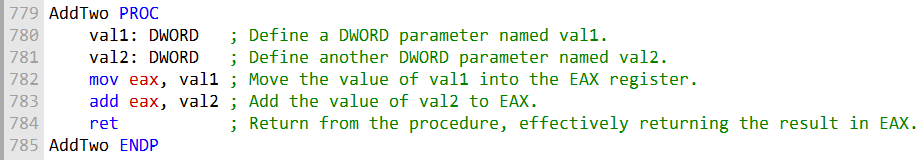 779 AddTwo PROC
780     val1: DWORD   ; Define a DWORD parameter named val1.
781     val2: DWORD   ; Define another DWORD parameter named val2.
782     mov eax, val1 ; Move the value of val1 into the EAX register.
783     add eax, val2 ; Add the value of val2 to EAX.
784     ret           ; Return from the procedure, effectively returning the result in EAX.
785 AddTwo ENDP